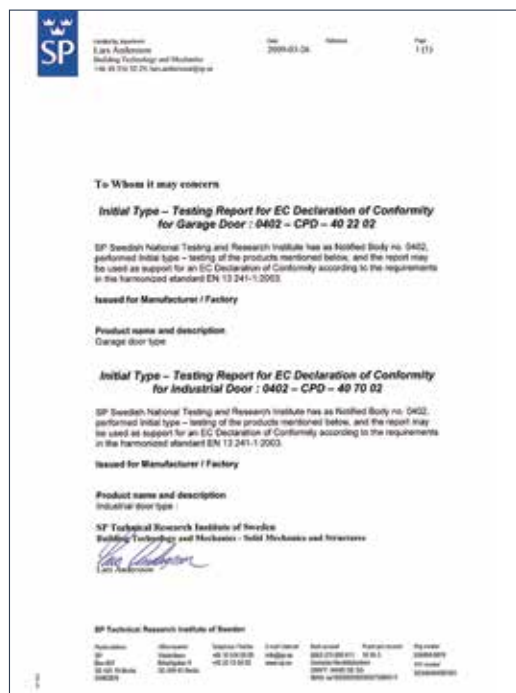 SP
Lars Andersson
Building Technology and Mechanics
Date
Reference
Page
2009-03-26
1 (1)
To Whom it may concern
Initial Type – Testing Report for EC Declaration of Conformity
for Garage Door : 0402 – CPD – 40 22 02
SP Swedish National Testing and Research Institute has as Notified Body no. 0402,
performed Initial type – testing of the products mentioned below, and the report may
be used as support for an EC Declaration of Conformity according to the requirements
in the harmonized standard EN 13 241-1:2003.
Issued for Manufacturer / Factory
Product name and description
Garage door type
Initial Type – Testing Report for EC Declaration of Conformity
for Industrial Door : 0402 – CPD – 40 70 02
SP Swedish National Testing and Research Institute has as Notified Body no. 0402,
performed Initial type – testing of the products mentioned below, and the report may
be used as support for an EC Declaration of Conformity according to the requirements
in the harmonized standard EN 13 241-1:2003.
Issued for Manufacturer / Factory
Product name and description
Industrial door type :
SP Technical Research Institute of Sweden
Building Technology and Mechanics - Solid Mechanics and Structures
Lars Andersson
SP Technical Research Institute of Sweden